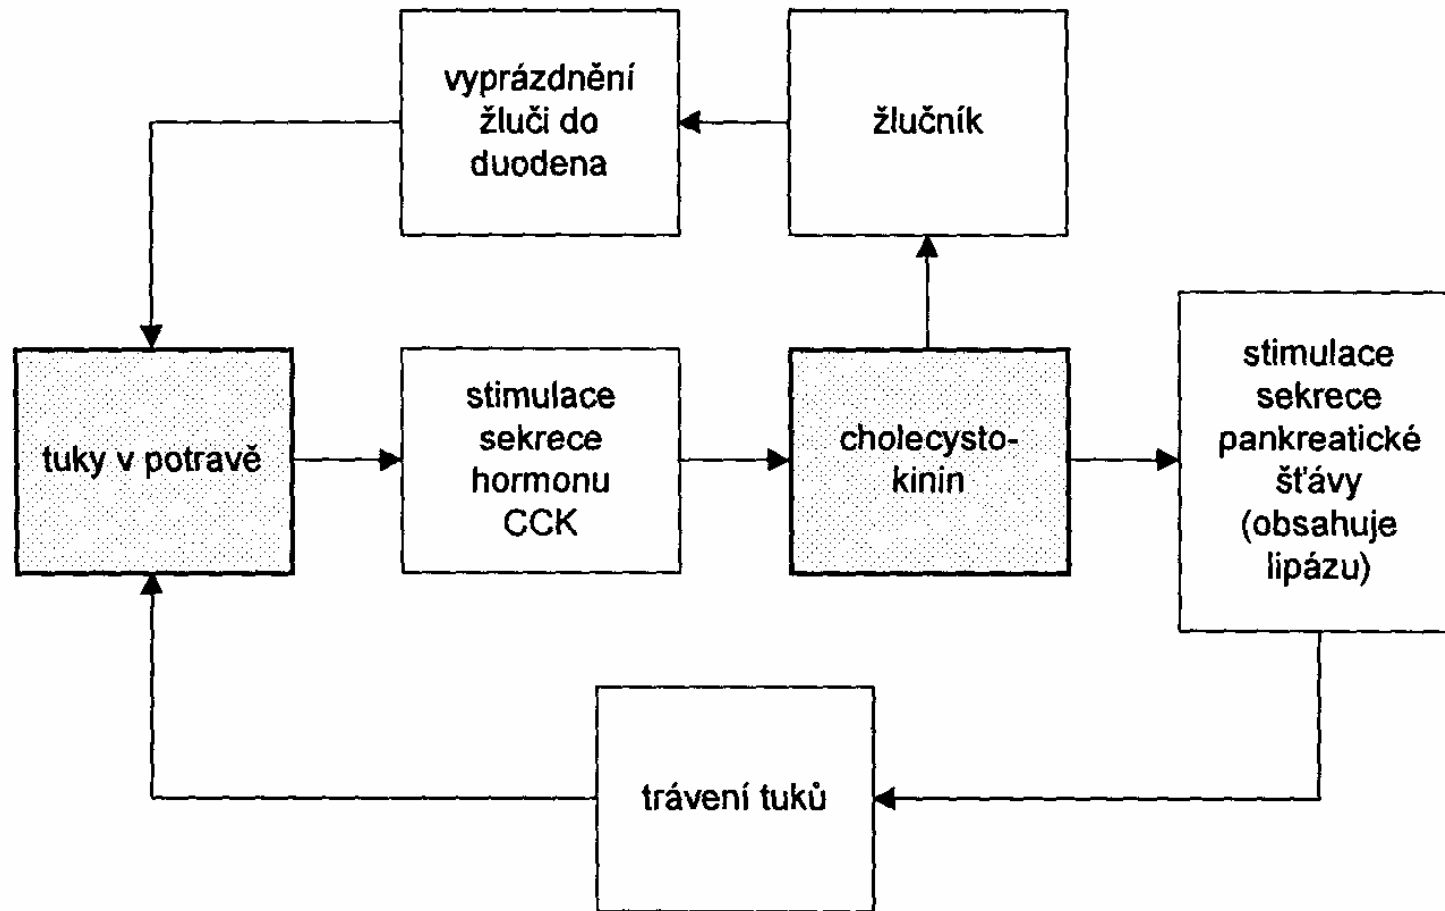 vyprázdnění
žluči do
duodena
žlučník
tuky v potravě
stimulace
sekrece
hormonu
CCK
cholecysto-
kinin
stimulace
sekrece
pankreatické
šťávy
(obsahuje
lipázu)
trávení tuků